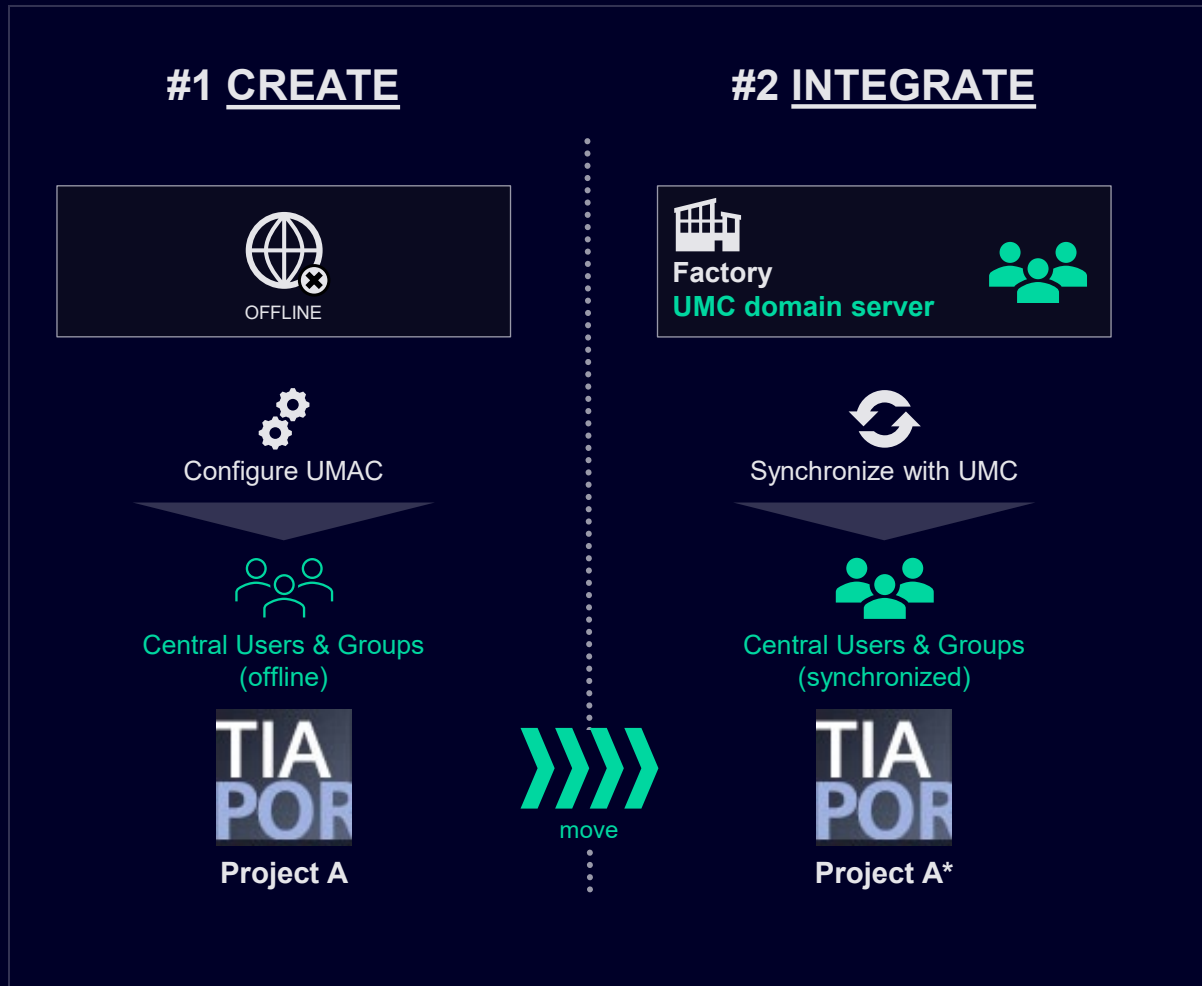 #1 CREATE
OFFLINE
Configure UMAC
Central Users & Groups
(offline)
TIA
POR
Project A
move
#2 INTEGRATE
Factory
UMC domain server
Synchronize with UMC
Central Users & Groups
(synchronized)
TIA
POR
Project A*